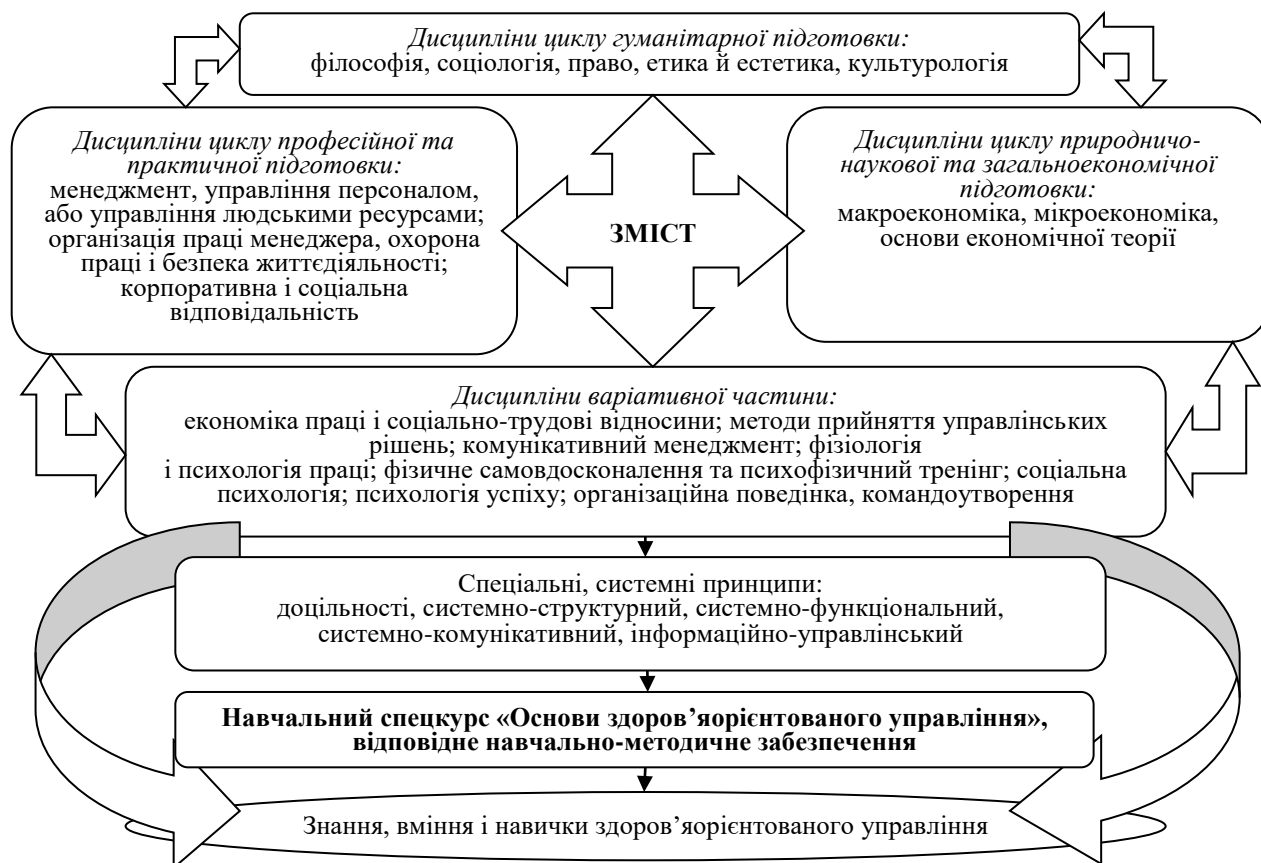 Дисципліни циклу гуманітарної підготовки:
філософія, соціологія, право, етика й естетика, культурологія
Дисципліни циклу професійної та
практичної підготовки:
менеджмент, управління персоналом,
або управління людськими ресурсами;
організація праці менеджера, охорона
праці і безпека життєдіяльності;
корпоративна і соціальна
відповідальність
ЗМІСТ
Дисципліни циклу природничо-
наукової та загальноекономічної
підготовки:
макроекономіка, мікроекономіка,
основи економічної теорії
Дисципліни варіативної частини:
економіка праці і соціально-трудові відносини; методи прийняття управлінських
рішень; комунікативний менеджмент; фізіологія
і психологія праці; фізичне самовдосконалення та психофізичний тренінг; соціальна
психологія; психологія успіху; організаційна поведінка, командоутворення
Спеціальні, системні принципи:
доцільності, системно-структурний, системно-функціональний,
системно-комунікативний, інформаційно-управлінський
Навчальний спецкурс «Основи здоров’яорієнтованого управління»,
відповідне навчально-методичне забезпечення
Знання, вміння і навички здоров’яорієнтованого управління